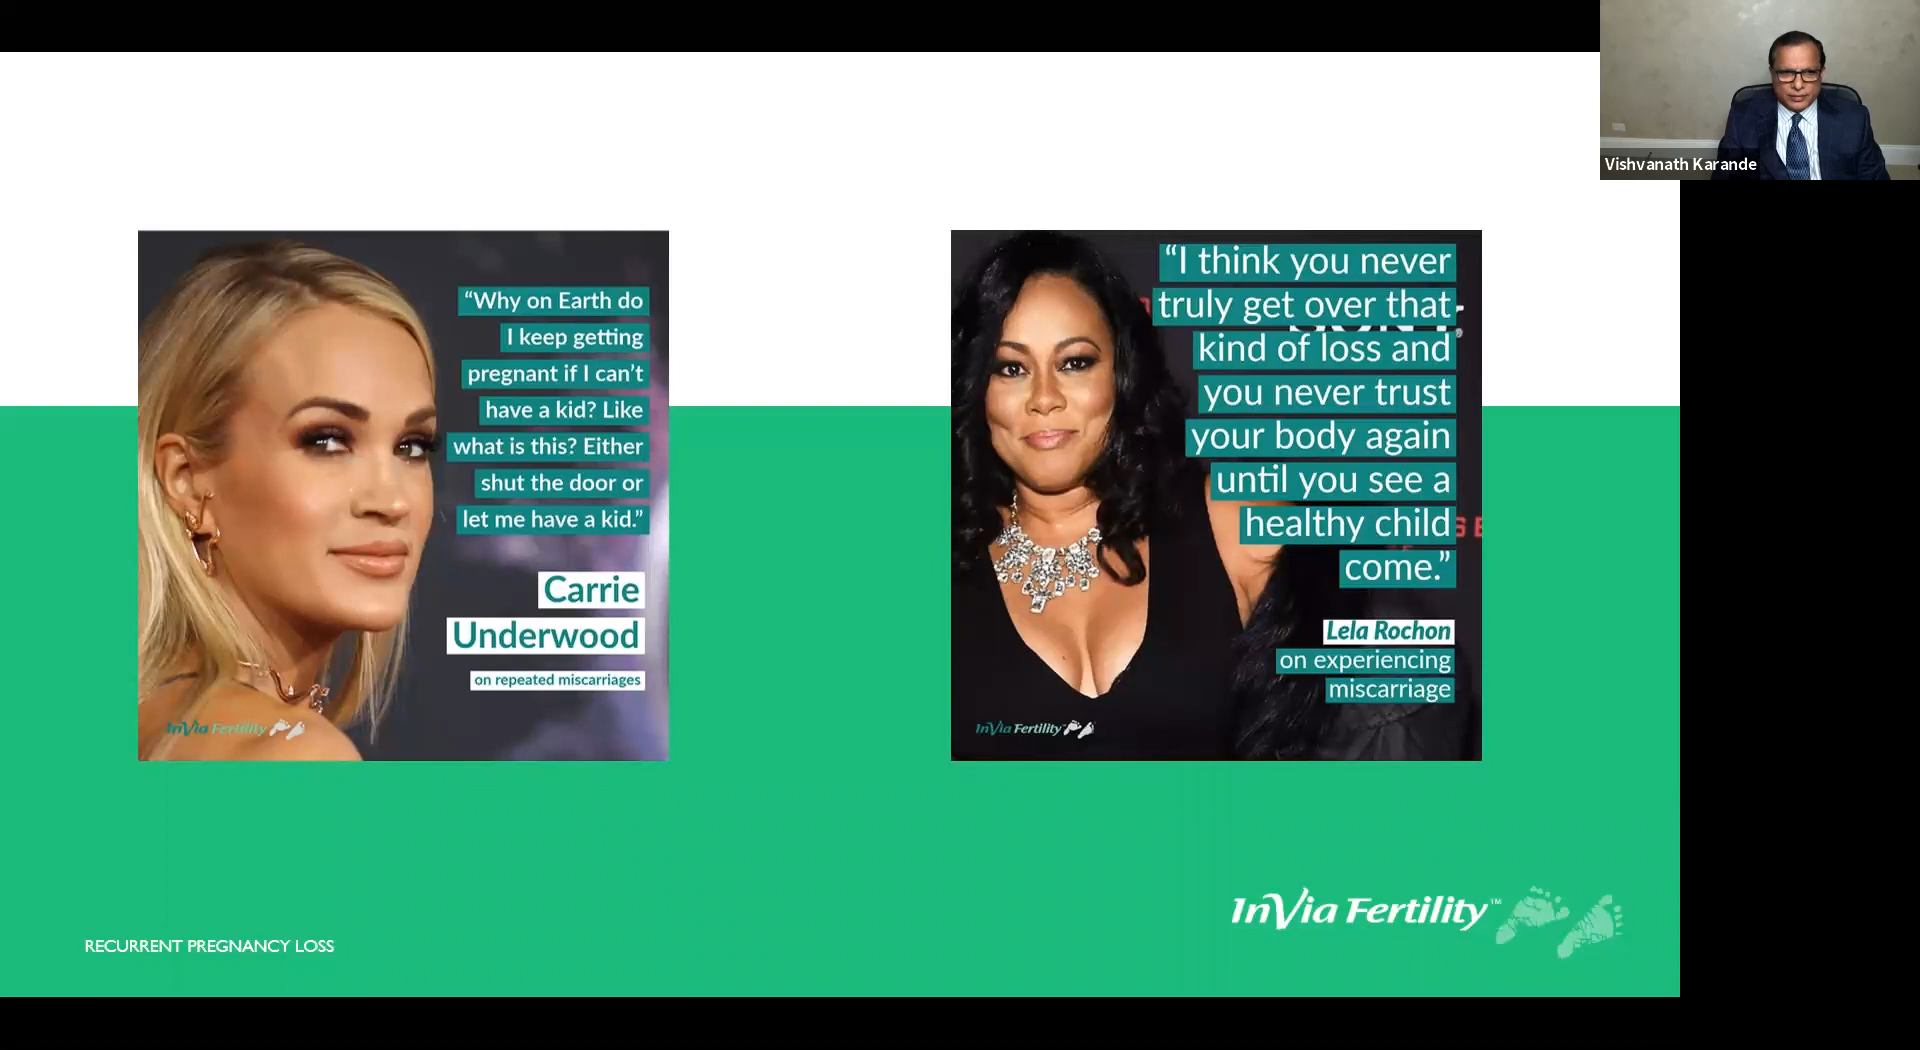 Vishvanath Karande
“Why on Earth do
I keep getting
pregnant if I can’t
have a kid? Like
what is this? Either
shut the door or
let me have a kid.”
Carrie
Underwood
on repeated miscarriages
InVia Fertility
“I think you never
truly get over that
kind of loss and
you never trust
your body again
until you see a
healthy child
come.”
Lela Rochon
on experiencing
miscarriage
InVia Fertility
RECURRENT PREGNANCY LOSS
InVia Fertility™